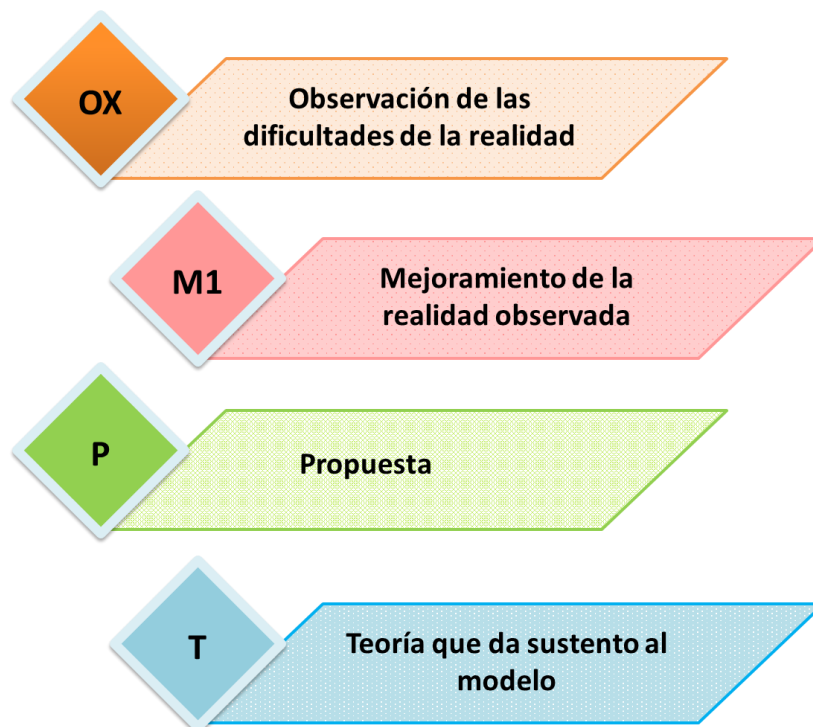 OX
Observación de las
dificultades de la realidad
M1
Mejoramiento de la
realidad observada
P
Propuesta
T
Teoría que da sustento al
modelo